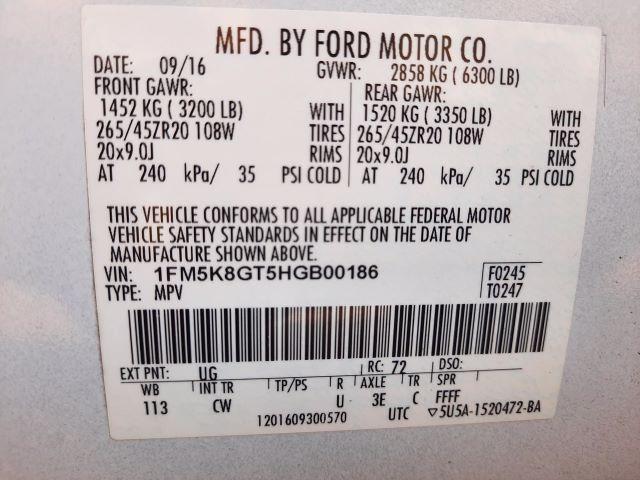 MFD. BY FORD MOTOR CO.
DATE: 09/16 GVWR: 2858 KG ( 6300 LB)
FRONT GAWR: REAR GAWR:
1452 KG ( 3200 LB) WITH 1520 KG ( 3350 LB) WITH
265/45ZR20 108W TIRES 265/45ZR20 108W TIRES
20x9.0J RIMS 20x9.0J RIMS
AT 240 kPa/ 35 PSI COLD AT 240 kPa/ 35 PSI COLD
THIS VEHICLE CONFORMS TO ALL APPLICABLE FEDERAL MOTOR
VEHICLE SAFETY STANDARDS IN EFFECT ON THE DATE OF
MANUFACTURE SHOWN ABOVE.
VIN: 1FM5K8GT5HGB00186 F0245
TYPE: MPV T0247
EXT PNT: UG RC: 72 DSO:
WB INT TR TP/PS R AXLE TR SPR
113 CW U 3E C FFFF
1201609300570 UTC ▽5U5A-1520472-BA